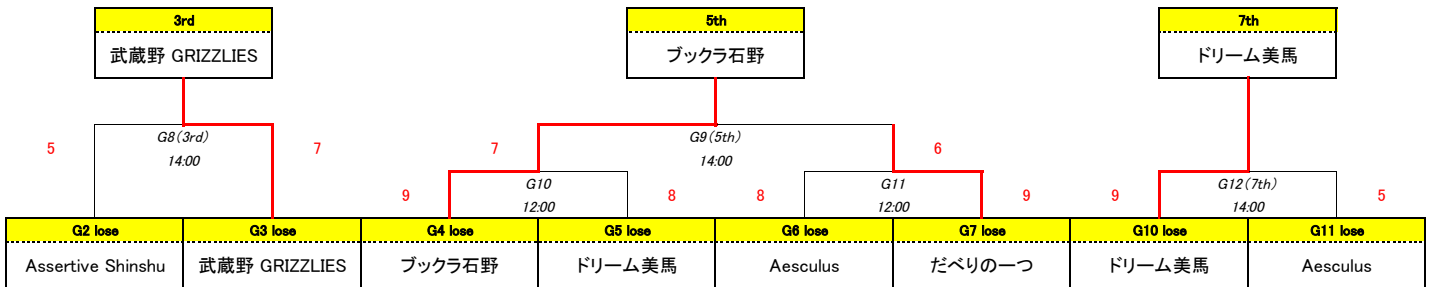 3rd
5th
7th
武蔵野 GRIZZLIES
ブックラ石野
ドリーム美馬
5
G8(3rd)
14:00
7
7
G9(5th)
14:00
6
9
G10
12:00
8
8
G11
12:00
9
9
G12(7th)
14:00
5
G2 lose
G3 lose
G4 lose
G5 lose
G6 lose
G7 lose
G10 lose
G11 lose
Assertive Shinshu
武蔵野 GRIZZLIES
ブックラ石野
ドリーム美馬
Aesculus
だべりの一つ
ドリーム美馬
Aesculus